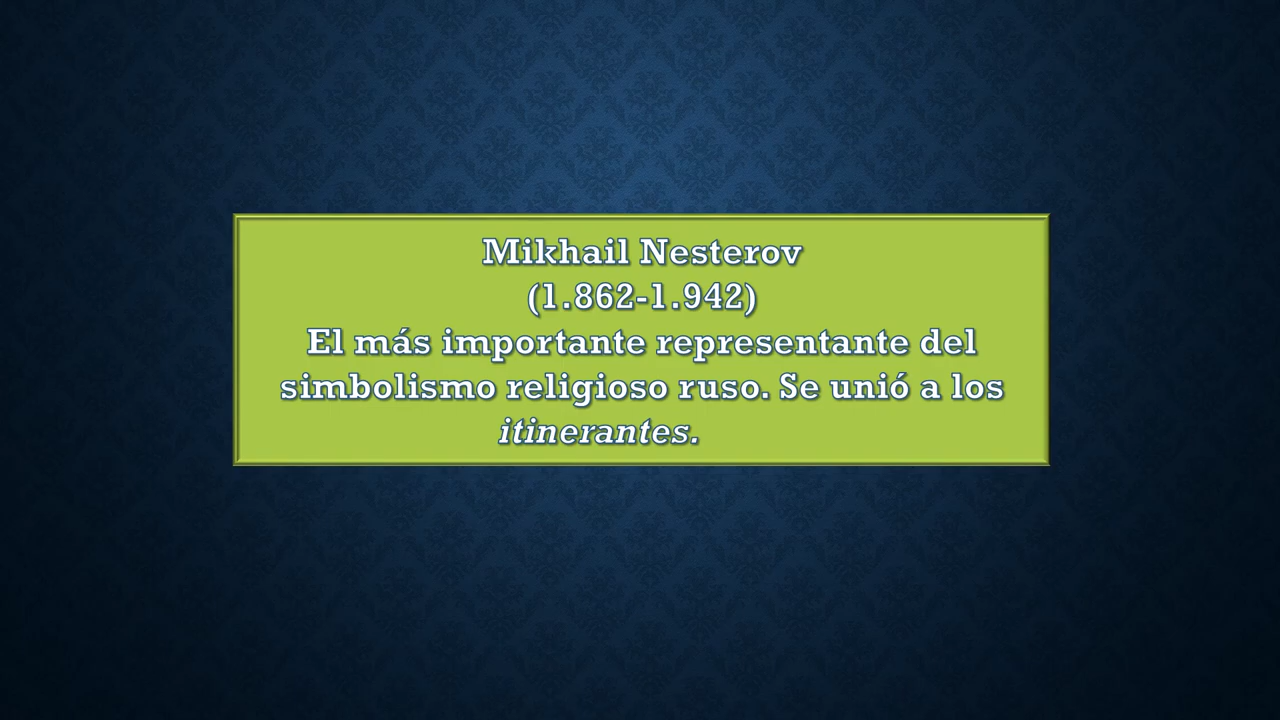 Mikhail Nesterov
(1.862-1.942)
El más importante representante del
simbolismo religioso ruso. Se unió a los
itinerantes.